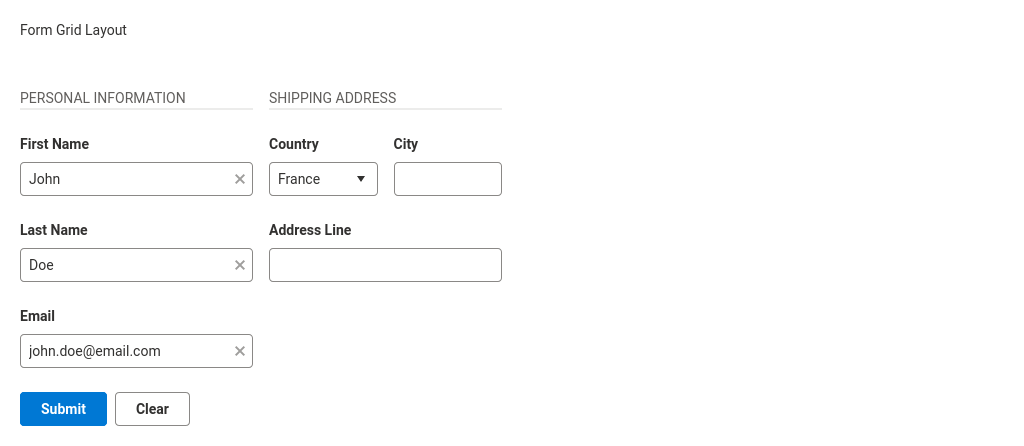 Form Grid Layout
PERSONAL INFORMATION
SHIPPING ADDRESS
First Name
Country
City
John
France
Last Name
Address Line
Doe
Email
john.doe@email.com
Submit
Clear